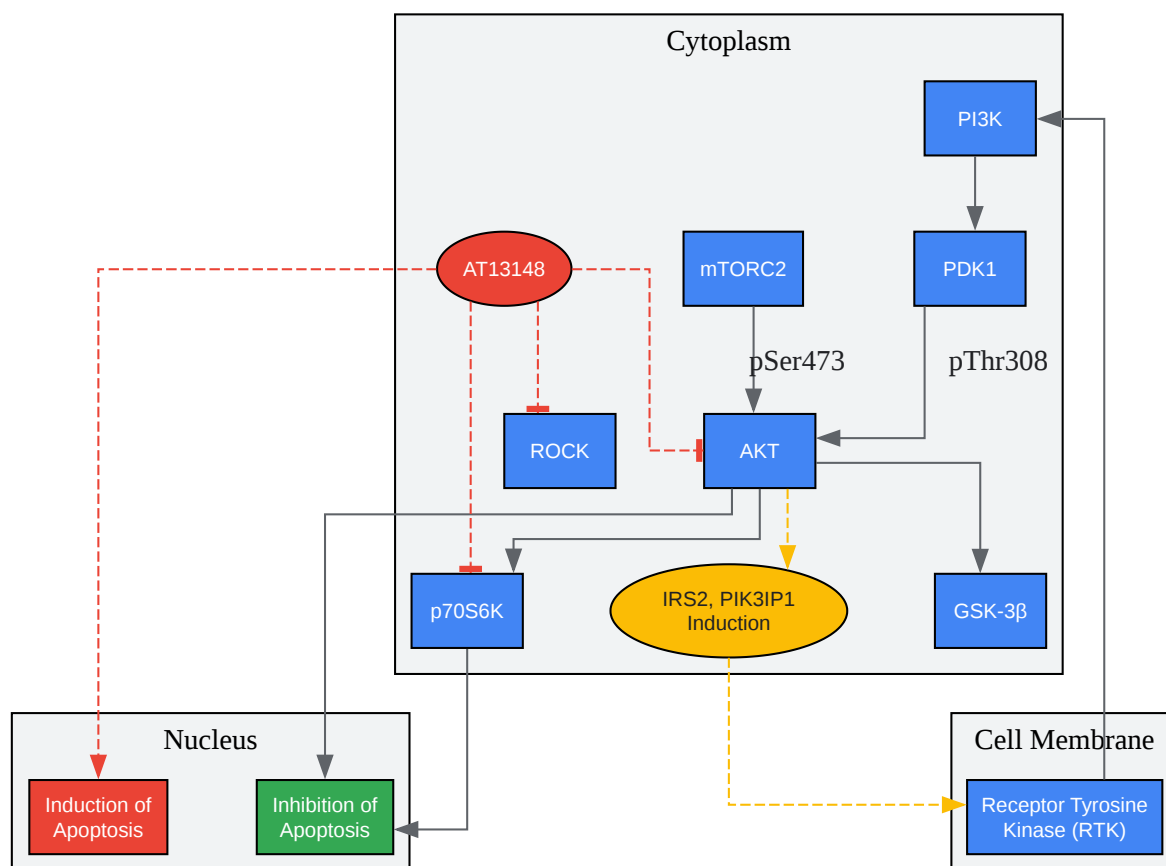 Cytoplasm
PI3K
AT13148
mTORC2
PDK1
pSer473
pThr308
ROCK
AKT
p70S6K
IRS2, PIK3IP1
Induction
GSK-3β
Nucleus
Cell Membrane
Induction of
Apoptosis
Inhibition of
Apoptosis
Receptor Tyrosine
Kinase (RTK)